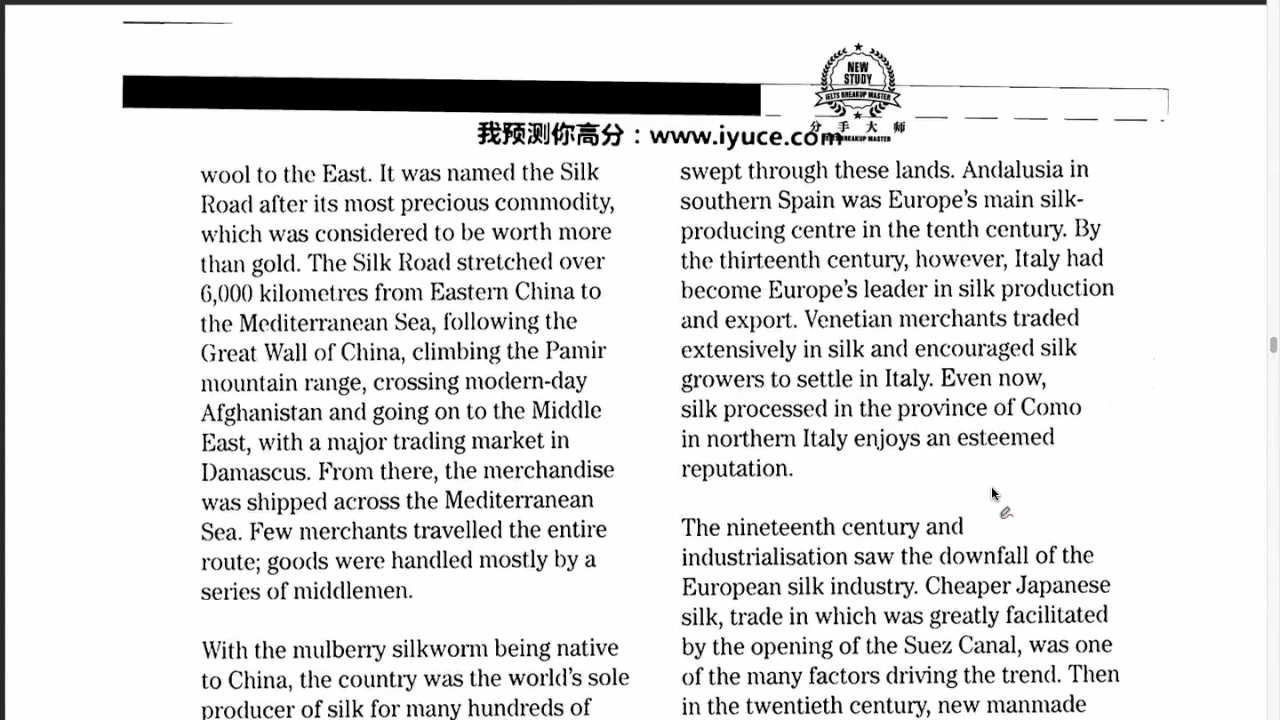 NEW
STUDY
IELTS BREAKUP MASTER
分 手 大 师
IELTS BREAKUP MASTER
我预测你高分：www.iyuce.com
wool to the East. It was named the Silk
Road after its most precious commodity,
which was considered to be worth more
than gold. The Silk Road stretched over
6,000 kilometres from Eastern China to
the Mediterranean Sea, following the
Great Wall of China, climbing the Pamir
mountain range, crossing modern-day
Afghanistan and going on to the Middle
East, with a major trading market in
Damascus. From there, the merchandise
was shipped across the Mediterranean
Sea. Few merchants travelled the entire
route; goods were handled mostly by a
series of middlemen.
With the mulberry silkworm being native
to China, the country was the world's sole
producer of silk for many hundreds of
swept through these lands. Andalusia in
southern Spain was Europe's main silk-
producing centre in the tenth century. By
the thirteenth century, however, Italy had
become Europe's leader in silk production
and export. Venetian merchants traded
extensively in silk and encouraged silk
growers to settle in Italy. Even now,
silk processed in the province of Como
in northern Italy enjoys an esteemed
reputation.
The nineteenth century and
industrialisation saw the downfall of the
European silk industry. Cheaper Japanese
silk, trade in which was greatly facilitated
by the opening of the Suez Canal, was one
of the many factors driving the trend. Then
in the twentieth century, new manmade